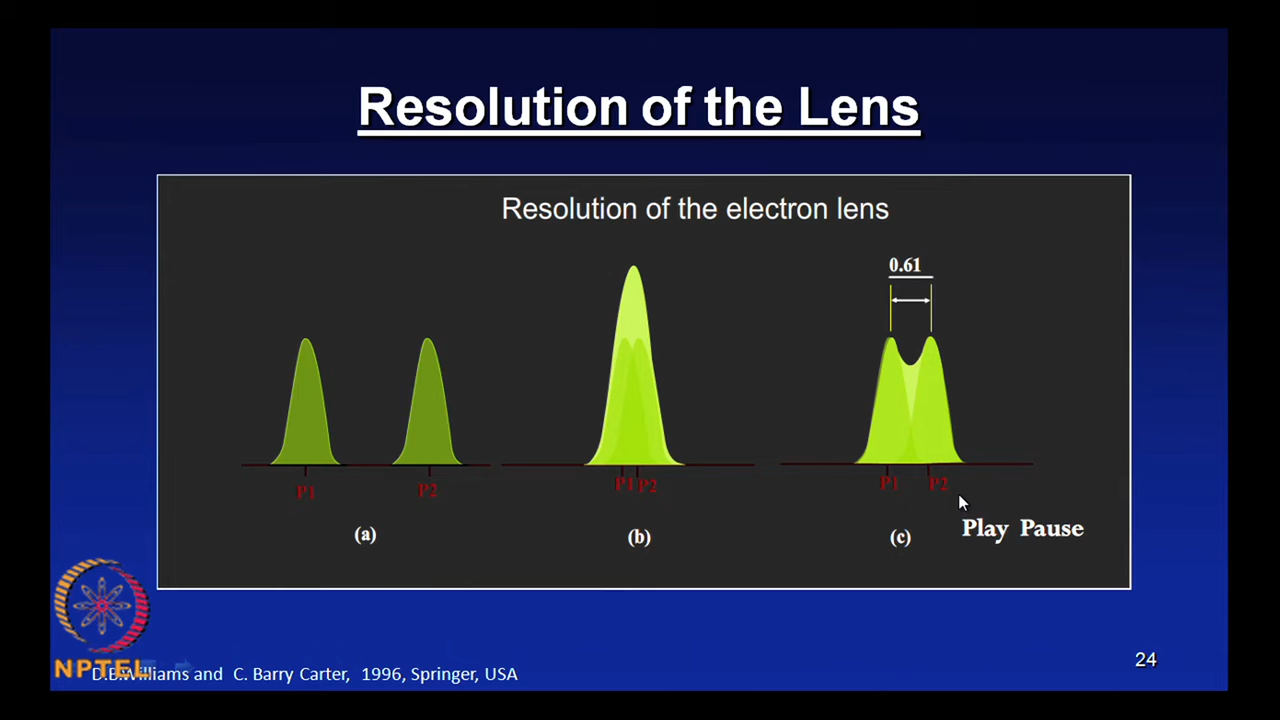 Resolution of the Lens
Resolution of the electron lens
0.61
P1 P2 P1 P2 P1 P2
(a) (b) (c)
Play Pause
NPTEL
D.B.Williams and C. Barry Carter, 1996, Springer, USA
24